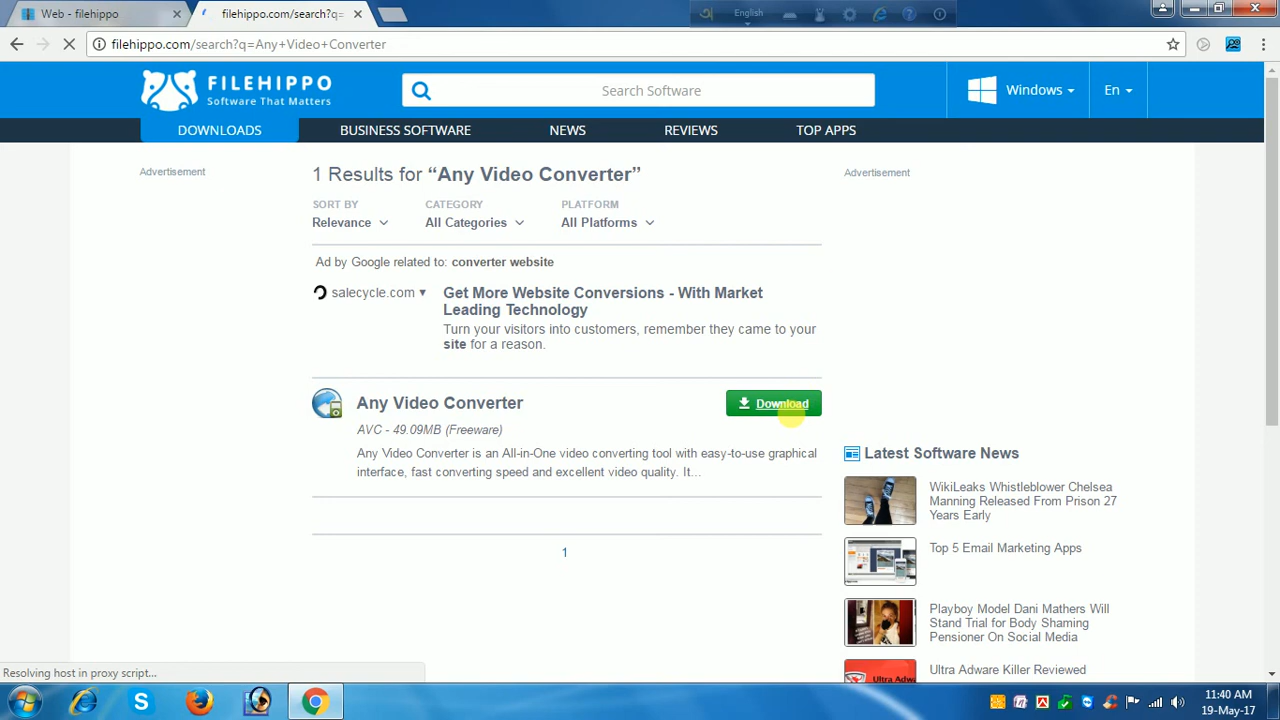 Web - filehippo
filehippo.com/search?q=
English
filehippo.com/search?q=Any+Video+Converter
FILEHIPPO
Software That Matters
Search Software
Windows
En
DOWNLOADS
BUSINESS SOFTWARE
NEWS
REVIEWS
TOP APPS
Advertisement
1 Results for “Any Video Converter”
Advertisement
SORT BY
CATEGORY
PLATFORM
Relevance
All Categories
All Platforms
Ad by Google related to: converter website
salecycle.com
Get More Website Conversions - With Market
Leading Technology
Turn your visitors into customers, remember they came to your
site for a reason.
Any Video Converter
Download
AVC - 49.09MB (Freeware)
Any Video Converter is an All-in-One video converting tool with easy-to-use graphical
interface, fast converting speed and excellent video quality. It...
1
Latest Software News
WikiLeaks Whistleblower Chelsea
Manning Released From Prison 27
Years Early
Top 5 Email Marketing Apps
Playboy Model Dani Mathers Will
Stand Trial for Body Shaming
Pensioner On Social Media
Ultra Adware Killer Reviewed
Ultra Adw
Resolving host in proxy script...
11:40 AM
19-May-17